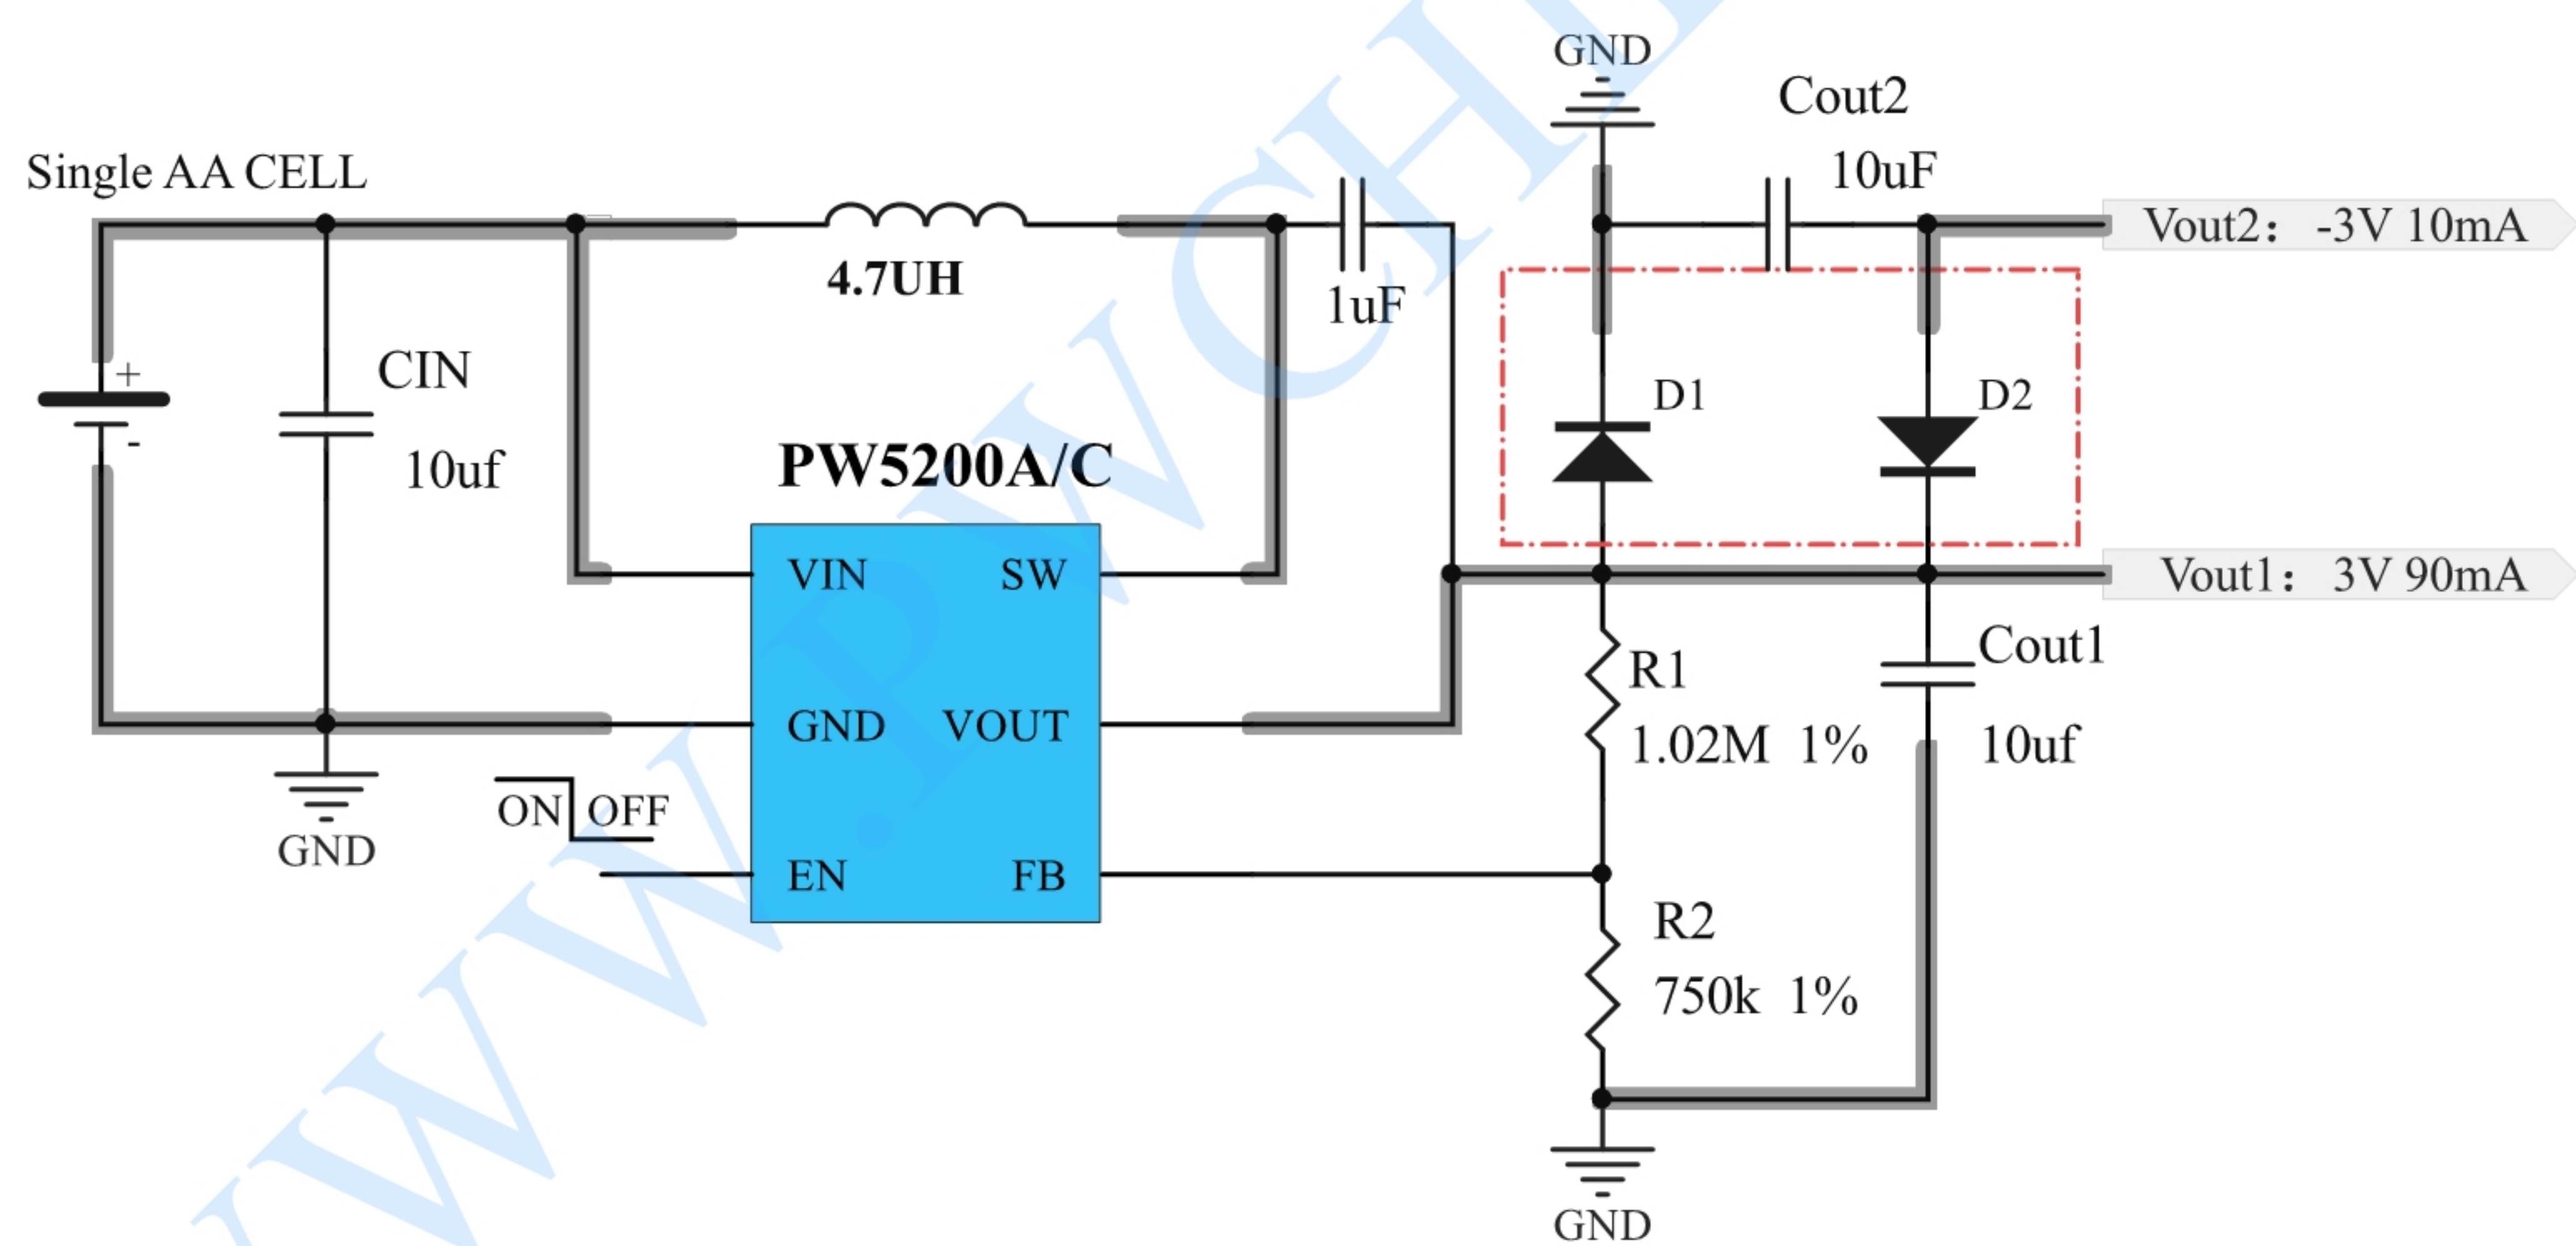 GND
Cout2
10uF
Single AA CELL
Vout2： -3V 10mA
4.7UH
1uF
+
CIN
-
10uf
D1
D2
PW5200A/C
VIN
SW
Vout1： 3V 90mA
Cout1
R1
GND
VOUT
1.02M 1%
10uf
ON
OFF
GND
EN
FB
R2
750k 1%
GND
WWW.PWCHI